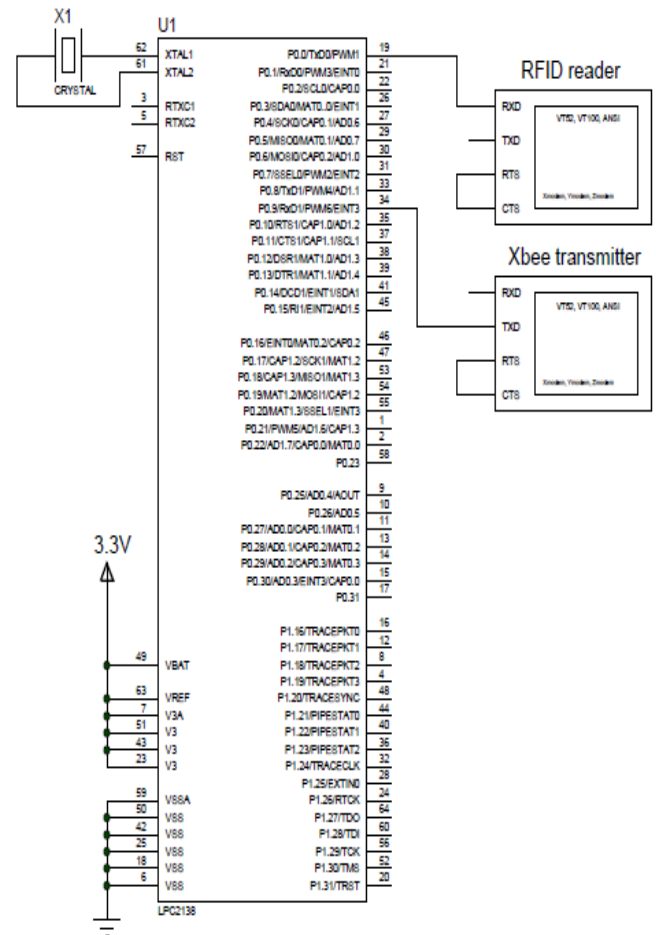 X1
CRYSTAL
U1
62 XTAL1
61 XTAL2
3 RTXC1
5 RTXC2
57 RST
3.3V
49 VBAT
63 VREF
7 V3A
51 V3
43 V3
23 V3
59 VSSA
50 VSS
42 VSS
25 VSS
18 VSS
6 VSS
P0.0/TxD0/PWM1 19
P0.1/RxD0/PWM3/EINT0 21
P0.2/SCL0/CAP0.0 22
P0.3/SDA0/MAT0..0/EINT1 26
P0.4/SCK0/CAP0.1/AD0.6 27
P0.5/MISO0/MAT0.1/AD0.7 29
P0.6/MOSI0/CAP0.2/AD1.0 30
P0.7/SSEL0/PWM2/EINT2 31
P0.8/TxD1/PWM4/AD1.1 33
P0.9/RxD1/PWM6/EINT3 34
P0.10/RTS1/CAP1.0/AD1.2 35
P0.11/CTS1/CAP1.1/SCL1 37
P0.12/DSR1/MAT1.0/AD1.3 38
P0.13/DTR1/MAT1.1/AD1.4 39
P0.14/DCD1/EINT1/SDA1 41
P0.15/RI1/EINT2/AD1.5 45
P0.16/EINT0/MAT0.2/CAP0.2 46
P0.17/CAP1.2/SCK1/MAT1.2 47
P0.18/CAP1.3/MISO1/MAT1.3 53
P0.19/MAT1.2/MOSI1/CAP1.2 54
P0.20/MAT1.3/SSEL1/EINT3 55
P0.21/PWM5/AD1.6/CAP1.3 1
P0.22/AD1.7/CAP0.0/MAT0.0 2
P0.23 58
P0.25/AD0.4/AOUT 9
P0.26/AD0.5 10
P0.27/AD0.0/CAP0.1/MAT0.1 11
P0.28/AD0.1/CAP0.2/MAT0.2 13
P0.29/AD0.2/CAP0.3/MAT0.3 14
P0.30/AD0.3/EINT3/CAP0.0 15
P0.31 17
P1.16/TRACEPKT0 16
P1.17/TRACEPKT1 12
P1.18/TRACEPKT2 8
P1.19/TRACEPKT3 4
P1.20/TRACESYNC 48
P1.21/PIPESTAT0 44
P1.22/PIPESTAT1 40
P1.23/PIPESTAT2 36
P1.24/TRACECLK 32
P1.25/EXTIN0 28
P1.26/RTCK 24
P1.27/TDO 64
P1.28/TDI 60
P1.29/TCK 56
P1.30/TMS 52
P1.31/TRST 20
LPC2138
RFID reader
RXD
VT52, VT100, ANSI
TXD
RTS
CTS
Xmodem, Ymodem, Zmodem
Xbee transmitter
RXD
VT52, VT100, ANSI
TXD
RTS
CTS
Xmodem, Ymodem, Zmodem